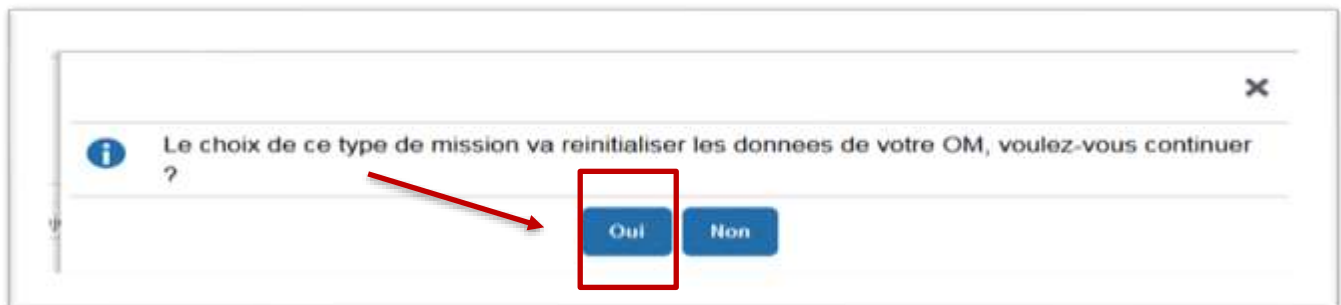 Le choix de ce type de mission va reinitialiser les donnees de votre OM, voulez-vous continuer
?
Oui Non